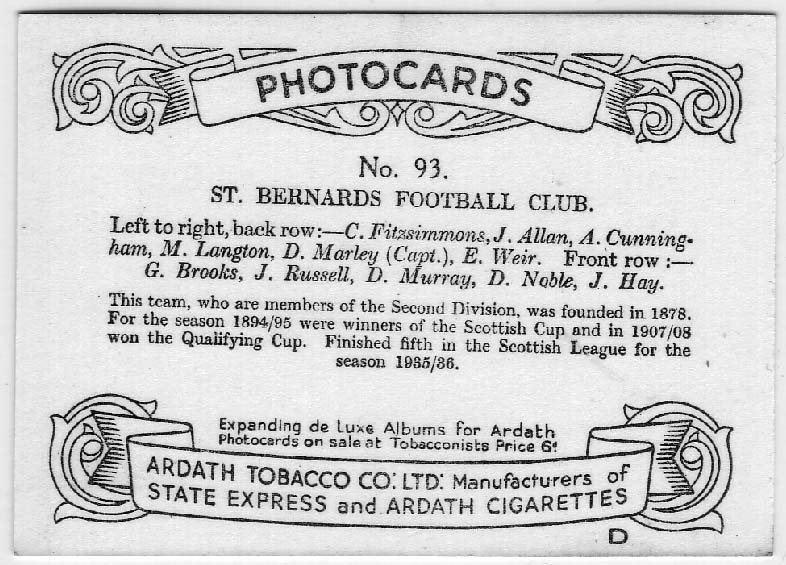 PHOTOCARDS
No. 93.
ST. BERNARDS FOOTBALL CLUB.
Left to right, back row:—C. Fitzsimmons, J. Allan, A. Cunning-
ham, M. Langton, D. Marley (Capt.), E. Weir. Front row :—
G. Brooks, J. Russell, D. Murray, D. Noble, J. Hay.
This team, who are members of the Second Division, was founded in 1878.
For the season 1894/95 were winners of the Scottish Cup and in 1907/08
won the Qualifying Cup. Finished fifth in the Scottish League for the
season 1935/36.
Expanding de Luxe Albums for Ardath
Photocards on sale at Tobacconists Price 6d
ARDATH TOBACCO CO: LTD: Manufacturers of
STATE EXPRESS and ARDATH CIGARETTES
D